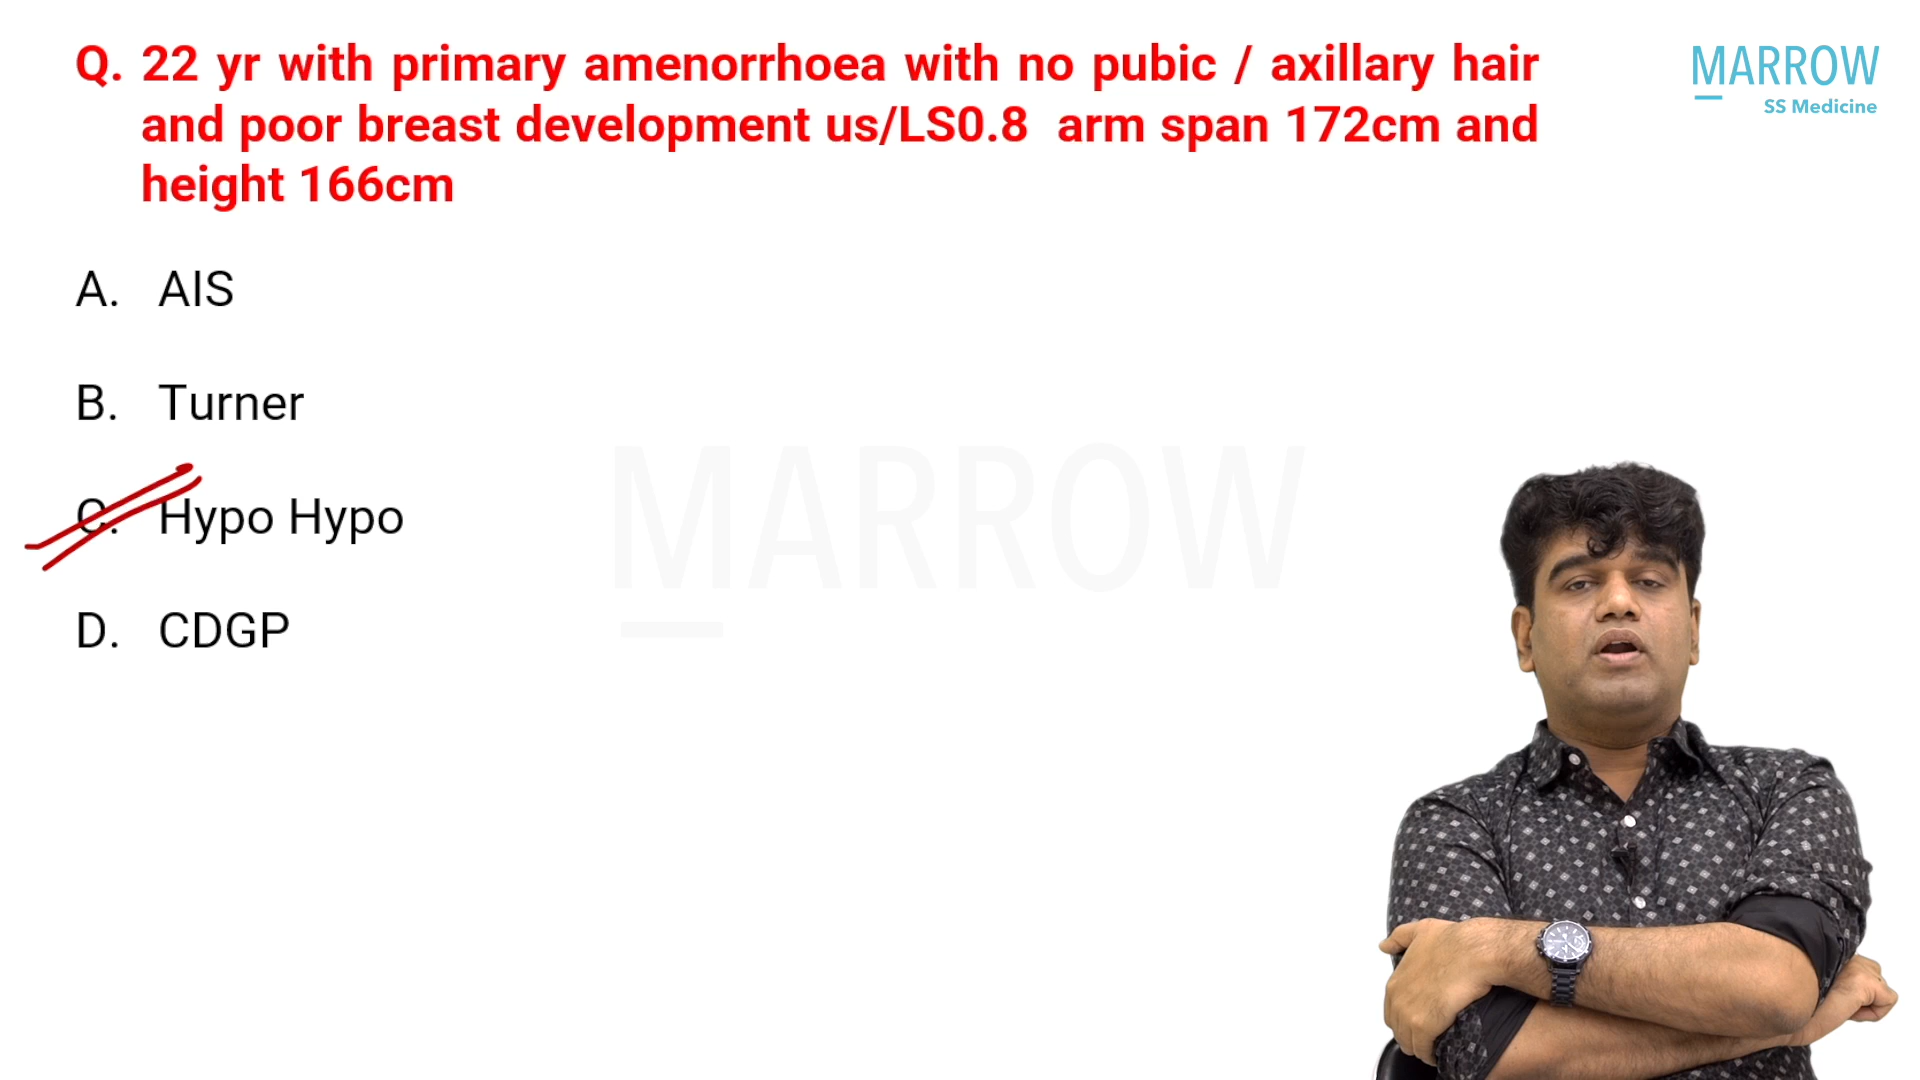 Q. 22 yr with primary amenorrhoea with no pubic / axillary hair
and poor breast development us/LS0.8 arm span 172cm and
height 166cm
MARROW
SS Medicine
A. AIS
B. Turner
C. Hypo Hypo
D. CDGP
MARROW